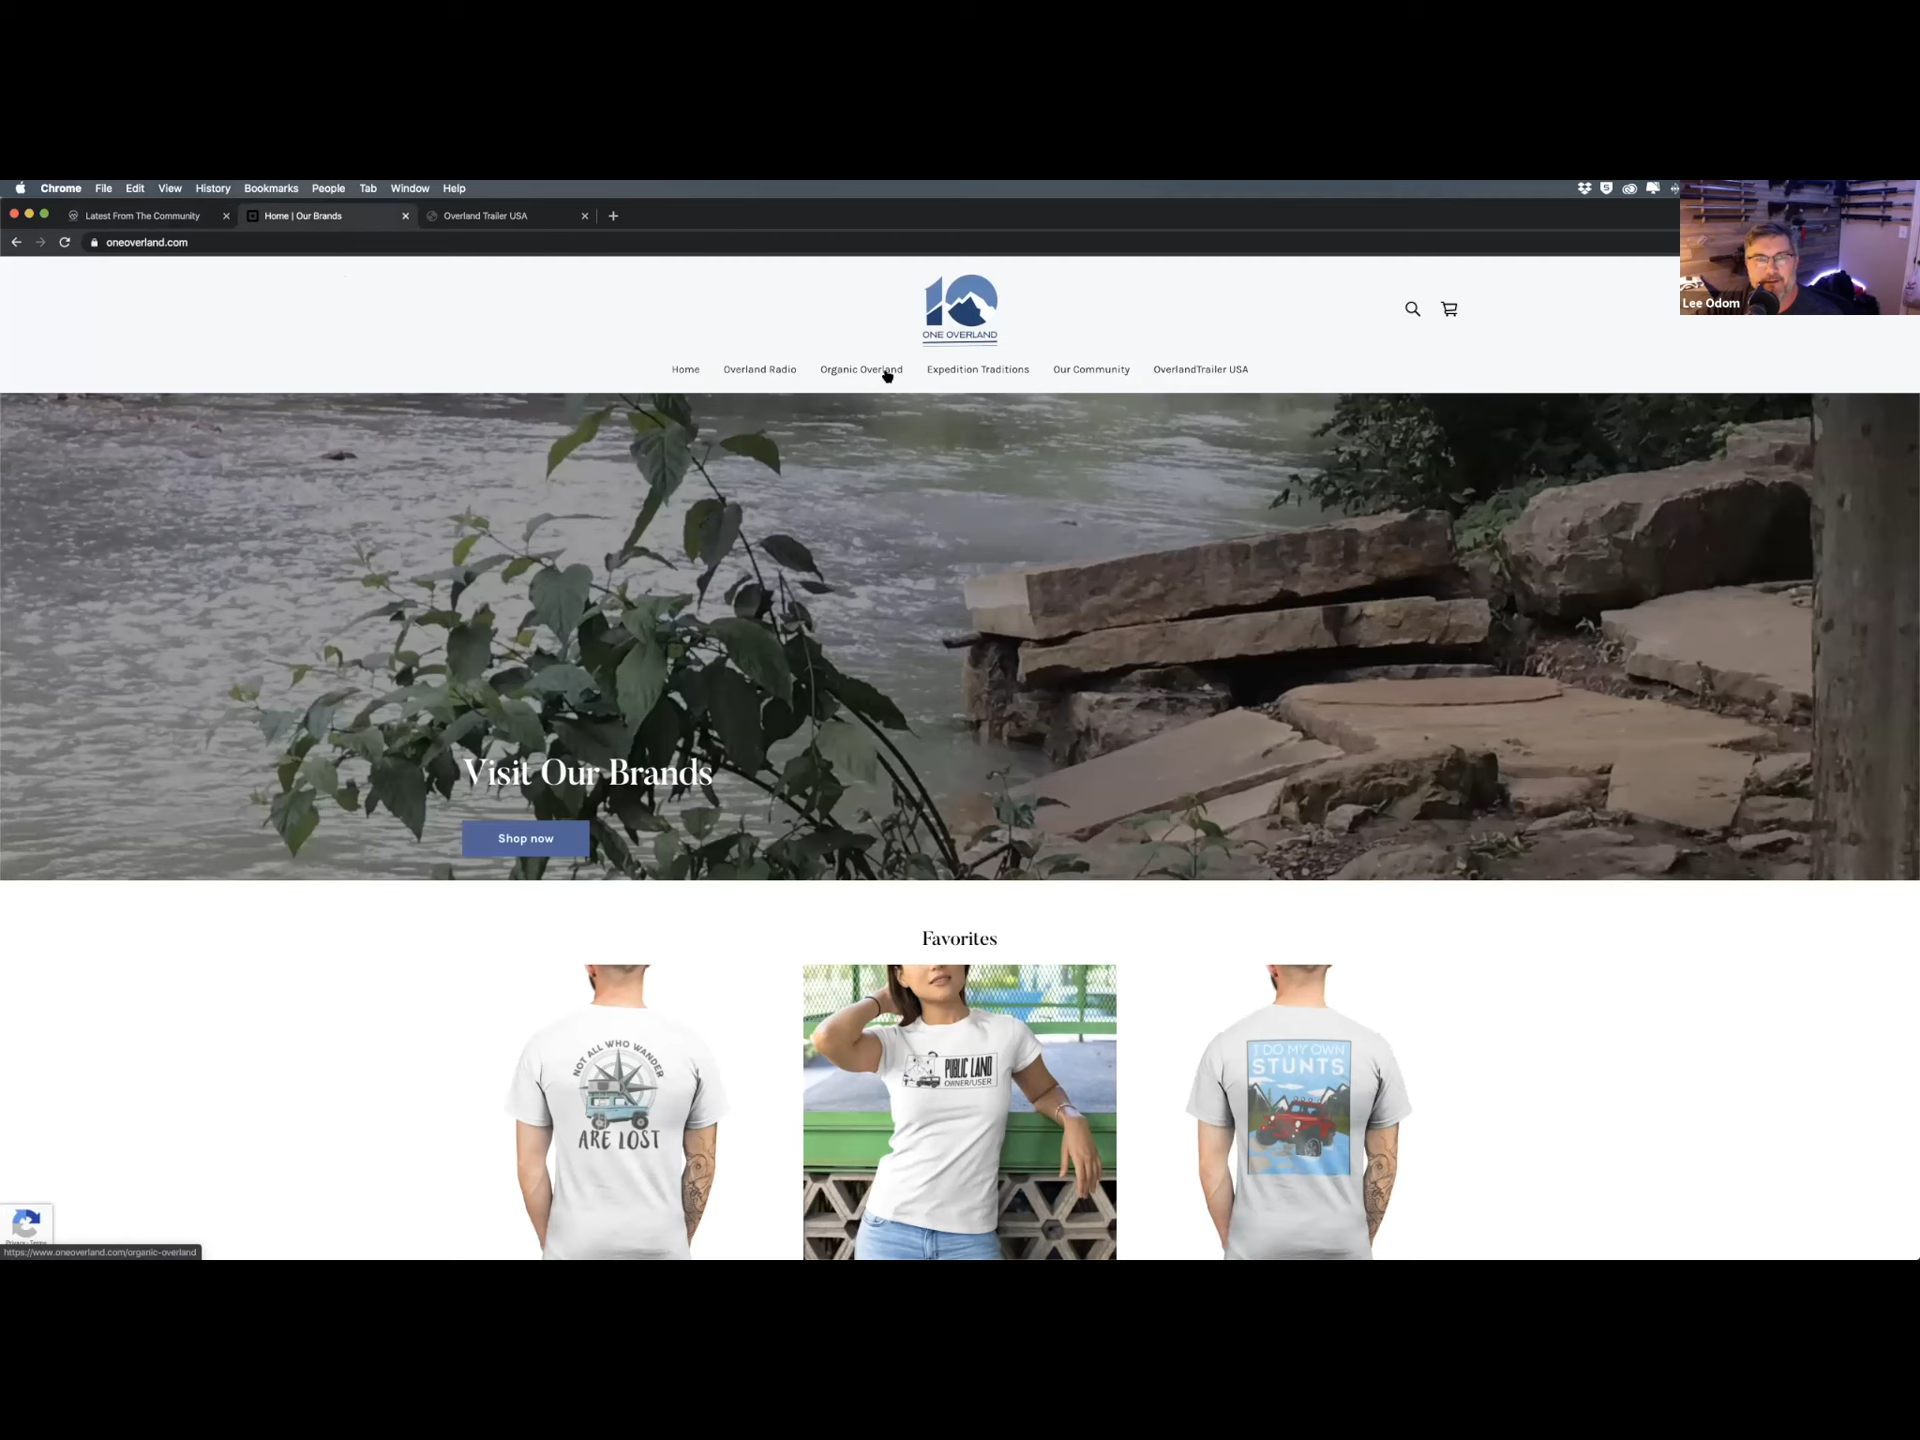 Chrome File Edit View History Bookmarks People Tab Window Help
Latest From The Community Home | Our Brands Overland Trailer USA
oneoverland.com
Lee Odom
10
ONE OVERLAND
Home Overland Radio Organic Overland Expedition Traditions Our Community OverlandTrailer USA
Visit Our Brands
Shop now
Favorites
NOT ALL WHO WANDER
ARE LOST
PUBLIC LAND
OWNER/USER
I DO MY OWN
STUNTS
Privacy - Terms
https://www.oneoverland.com/organic-overland